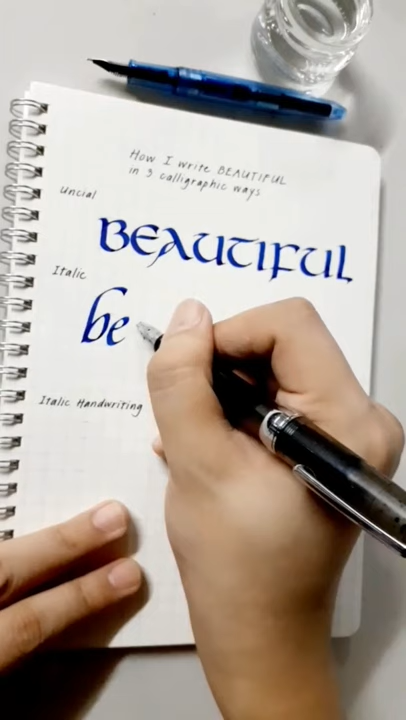 How I write BEAUTIFUL
in 3 calligraphic ways
Uncial
BEAUTIFUL
Italic
be
Italic Handwriting